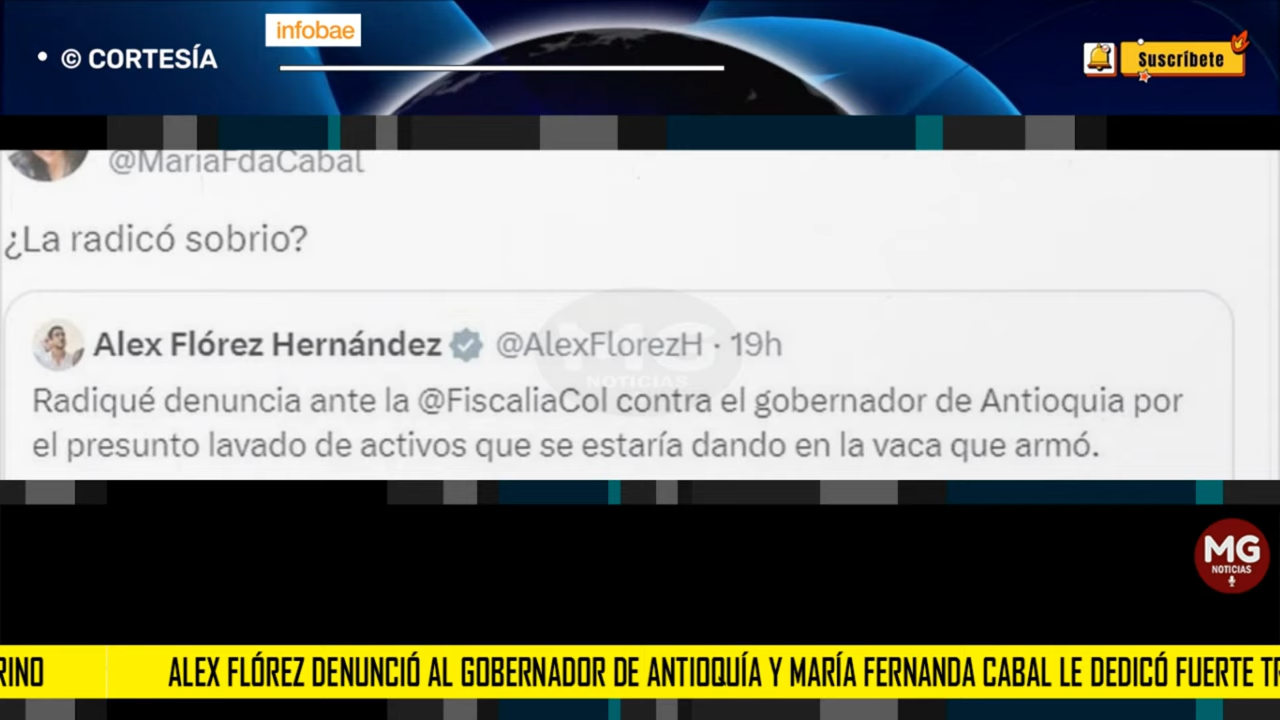 infobae
• © CORTESÍA
Suscríbete
@MariaFdaCabal
¿La radicó sobrio?
Alex Flórez Hernández @AlexFlorezH · 19h
Radiqué denuncia ante la @FiscaliaCol contra el gobernador de Antioquia por
el presunto lavado de activos que se estaría dando en la vaca que armó.
MG
NOTICIAS
MG
NOTICIAS
RINO
ALEX FLÓREZ DENUNCIÓ AL GOBERNADOR DE ANTIOQUÍA Y MARÍA FERNANDA CABAL LE DEDICÓ FUERTE TR